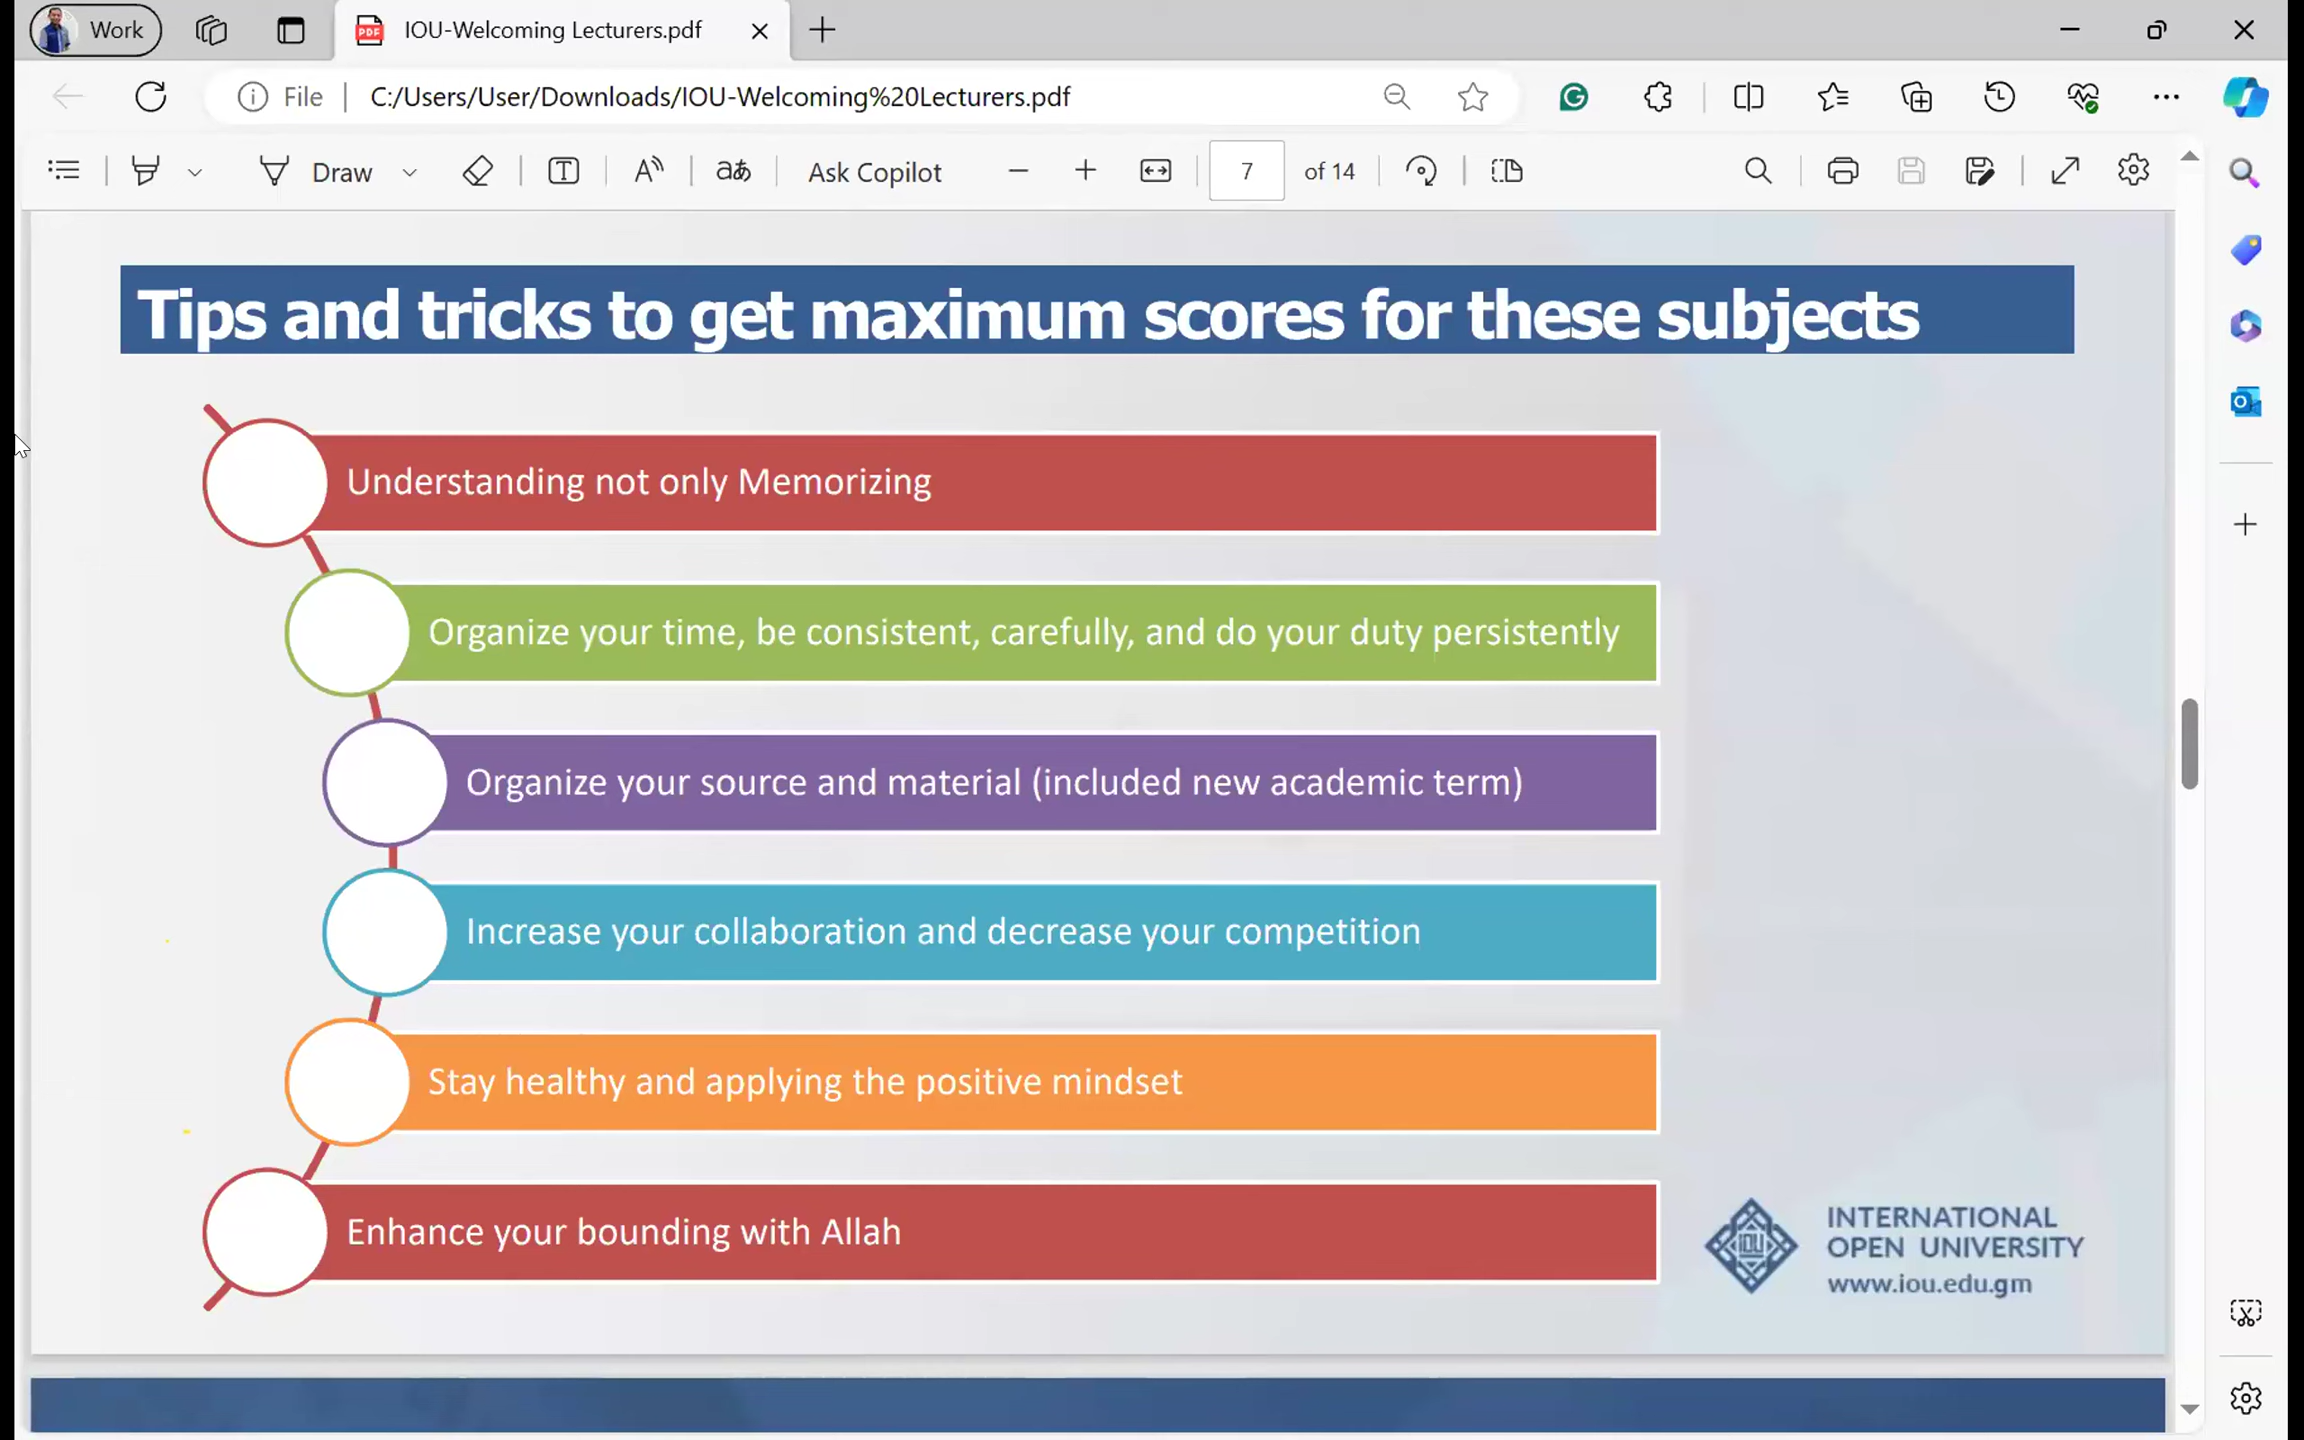 Work
IOU-Welcoming Lecturers.pdf
File
C:/Users/User/Downloads/IOU-Welcoming%20Lecturers.pdf
Draw
Ask Copilot
7
of 14
Tips and tricks to get maximum scores for these subjects
Understanding not only Memorizing
Organize your time, be consistent, carefully, and do your duty persistently
Organize your source and material (included new academic term)
Increase your collaboration and decrease your competition
Stay healthy and applying the positive mindset
Enhance your bounding with Allah
IOU
INTERNATIONAL
OPEN UNIVERSITY
www.iou.edu.gm